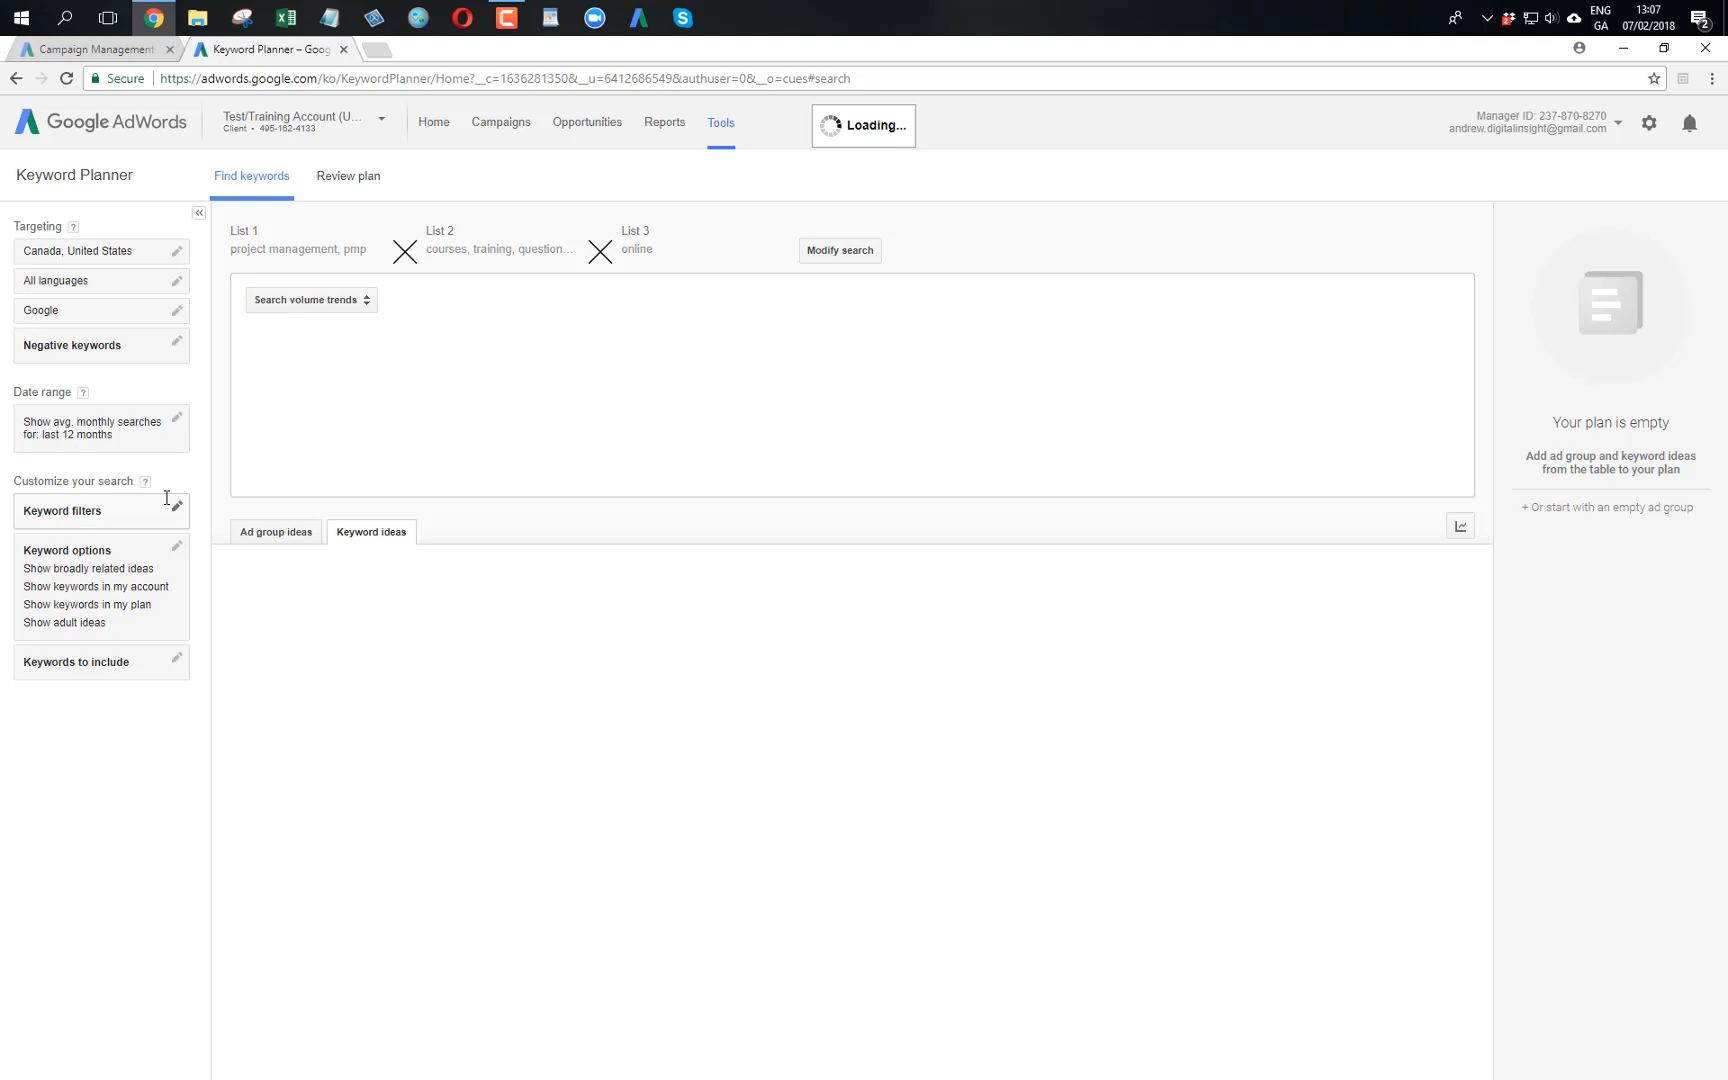 ENG
GA
13:07
07/02/2018
2
Campaign Management
Keyword Planner – Goog
Secure
https://adwords.google.com/ko/KeywordPlanner/Home?__c=1636281350&__u=6412686549&authuser=0&__o=cues#search
Google AdWords
Test/Training Account (U...
Client • 495-162-4133
Home
Campaigns
Opportunities
Reports
Tools
Loading...
Manager ID: 237-870-8270
andrew.digitalinsight@gmail.com
Keyword Planner
Find keywords
Review plan
«
Targeting ?
Canada, United States
All languages
Google
Negative keywords
Date range ?
Show avg. monthly searches
for: last 12 months
Customize your search ?
Keyword filters
Keyword options
Show broadly related ideas
Show keywords in my account
Show keywords in my plan
Show adult ideas
Keywords to include
List 1
project management, pmp
List 2
courses, training, question...
List 3
online
Modify search
Search volume trends
Ad group ideas
Keyword ideas
Your plan is empty
Add ad group and keyword ideas
from the table to your plan
+ Or start with an empty ad group